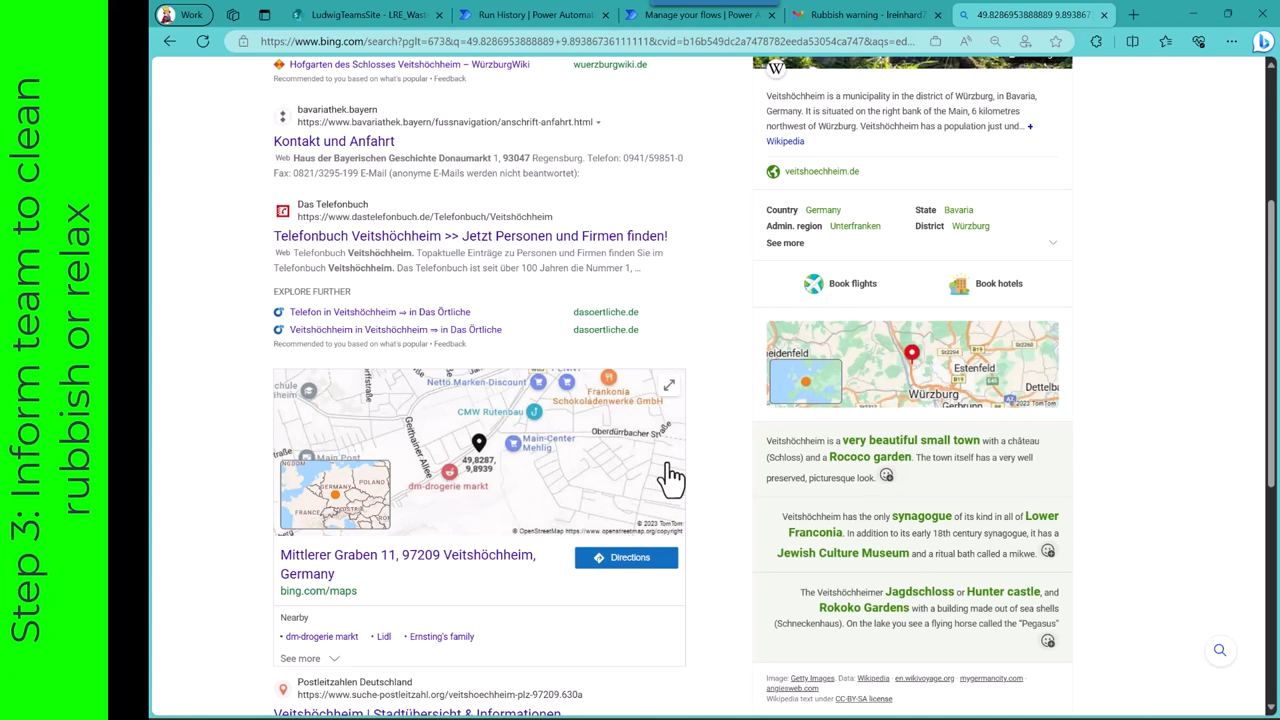 Step 3: Inform team to clean
rubbish or relax
Work
LudwigTeamsSite - LRE_Waste
Run History | Power Automat
Manage your flows | Power A
Rubbish warning - lreinhard7
49.8286953888889 9.8938671
https://www.bing.com/search?pglt=673&q=49.8286953888889+9.89386736111111&cvid=b16b549dc2a7478782eeda3c1c7478fa&aqs=ed...
Hofgarten des Schlosses Veitshöchheim – WürzburgWiki
wuerzburgwiki.de
Recommended to you based on what's popular • Feedback
bavariathek.bayern
https://www.bavariathek.bayern/fussnavigation/anschrift-anfahrt.html
Kontakt und Anfahrt
Web Haus der Bayerischen Geschichte Donaumarkt 1, 93047 Regensburg. Telefon: 0941/59851-0
Fax: 0821/3295-199 E-Mail (anonyme E-Mails werden nicht beantwortet):
Das Telefonbuch
https://www.dastelefonbuch.de/Telefonbuch/Veitshöchheim
Telefonbuch Veitshöchheim >> Jetzt Personen und Firmen finden!
Web Telefonbuch Veitshöchheim. Topaktuelle Einträge zu Personen und Firmen finden Sie im
Telefonbuch Veitshöchheim. Das Telefonbuch ist seit über 100 Jahren die Nummer 1, ...
EXPLORE FURTHER
Telefon in Veitshöchheim ⇒ in Das Örtliche
dasoertliche.de
Veitshöchheim in Veitshöchheim ⇒ in Das Örtliche
dasoertliche.de
Recommended to you based on what's popular • Feedback
Netto Marken-Discount
Frankonia
Schokoladenwerke GmbH
CMW Rutenbau
Germainer Allee
Oberdürrbacher Str.
Main-Center
Mehlig
Main Post
49,8287,
9,8939
dm-drogerie markt
POLAND
FRANCE
© 2023 TomTom
© OpenStreetMap https://www.openstreetmap.org/copyright
Mittlerer Graben 11, 97209 Veitshöchheim,
Germany
Directions
bing.com/maps
Nearby
• dm-drogerie markt • Lidl • Ernsting's family
See more
Postleitzahlen Deutschland
https://www.suche-postleitzahl.org/veitshoechheim-plz-97209.630a
Veitshöchheim | Stadtübersicht & Informationen
W
Veitshöchheim is a municipality in the district of Würzburg, in Bavaria,
Germany. It is situated on the right bank of the Main, 6 kilometres
northwest of Würzburg. Veitshöchheim has a population just und... +
Wikipedia
veitshoechheim.de
Country Germany
State Bavaria
Admin. region Unterfranken
District Würzburg
See more
Book flights
Book hotels
eidenfeld
St2294
St2260
Estenfeld
Dettelba
Würzburg
Gerbrunn
© 2023 TomTom
Veitshöchheim is a very beautiful small town with a château
(Schloss) and a Rococo garden. The town itself has a very well
preserved, picturesque look.
Veitshöchheim has the only synagogue of its kind in all of Lower
Franconia. In addition to its early 18th century synagogue, it has a
Jewish Culture Museum and a ritual bath called a mikwe.
The Veitshöchheimer Jagdschloss or Hunter castle, and
Rokoko Gardens with a building made out of sea shells
(Schneckenhaus). On the lake you see a flying horse called the "Pegasus"
Image: Getty Images. Data: Wikipedia · en.wikivoyage.org · mygermancity.com ·
angiesweb.com
Wikipedia text under CC-BY-SA license